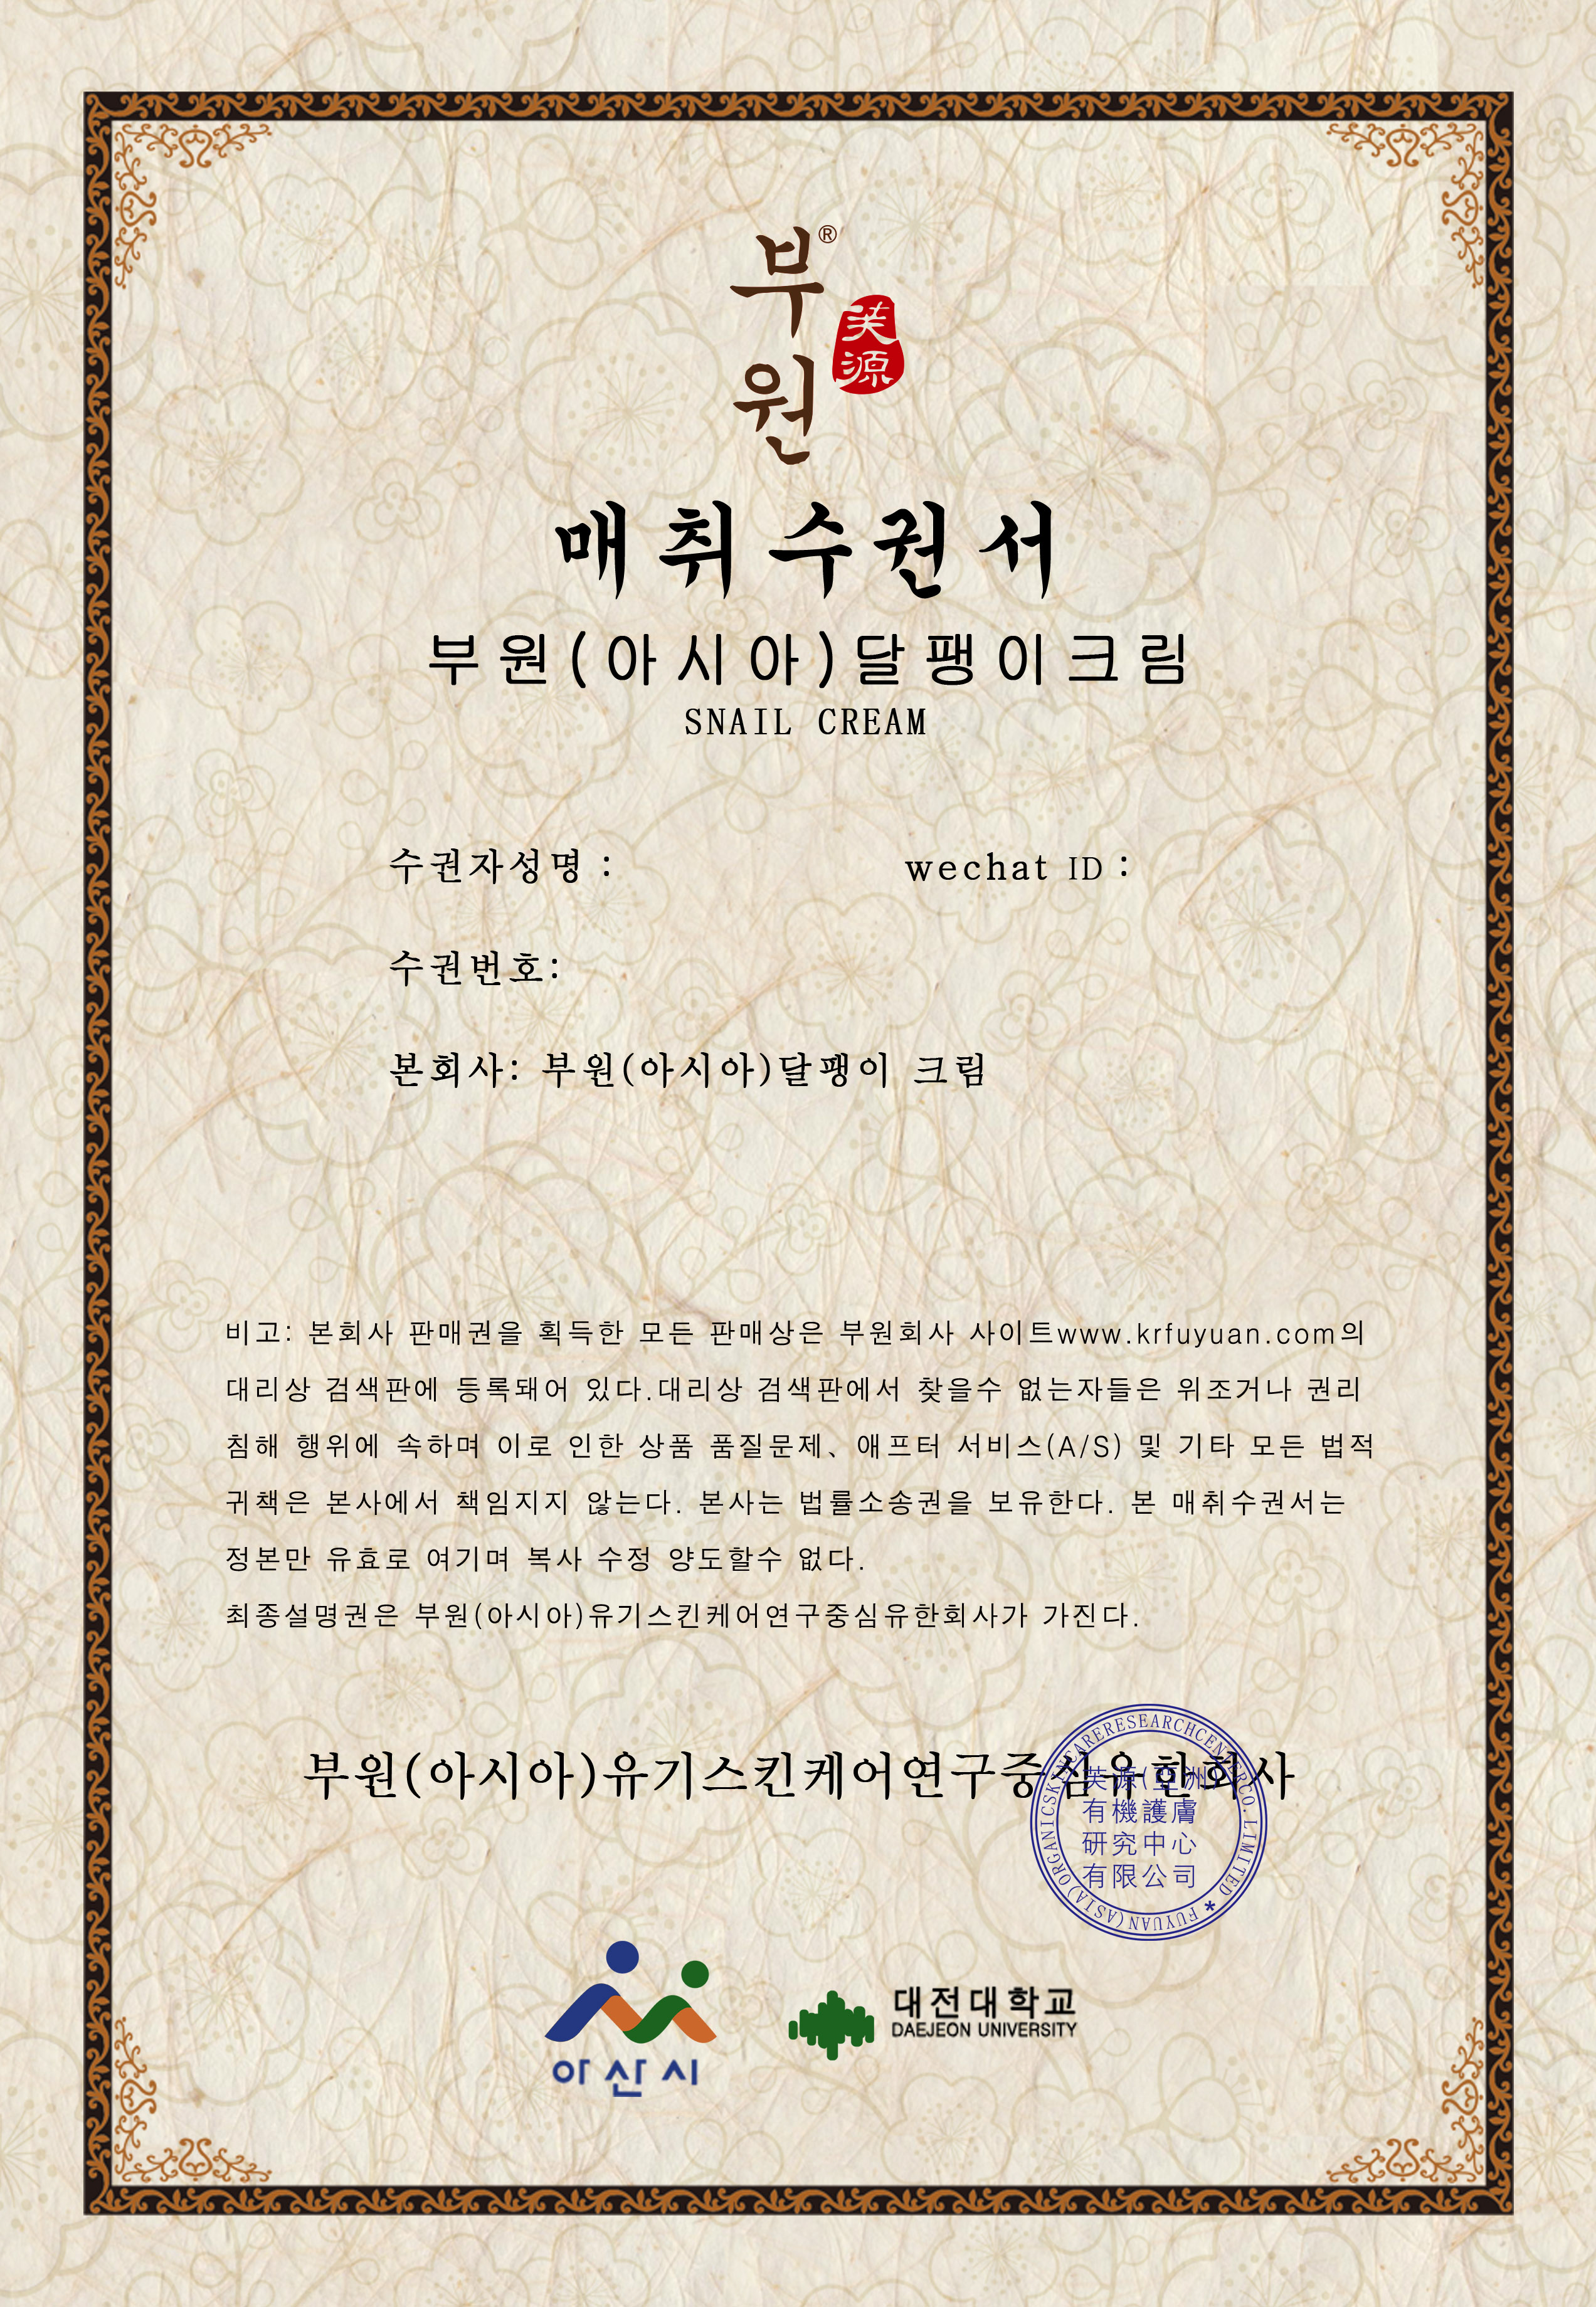 부원®
芙源
매취수권서
부원(아시아)달팽이크림
SNAIL CREAM
수권자성명 : wechat ID :
수권번호:
본회사: 부원(아시아)달팽이 크림
비고: 본회사 판매권을 획득한 모든 판매상은 부원회사 사이트www.krfuyuan.com의
대리상 검색판에 등록돼어 있다.대리상 검색판에서 찾을수 없는자들은 위조거나 권리
침해 행위에 속하며 이로 인한 상품 품질문제、애프터 서비스(A/S) 및 기타 모든 법적
귀책은 본사에서 책임지지 않는다. 본사는 법률소송권을 보유한다. 본 매취수권서는
정본만 유효로 여기며 복사 수정 양도할수 없다.
최종설명권은 부원(아시아)유기스킨케어연구중심유한회사가 가진다.
부원(아시아)유기스킨케어연구중심유한회사
FUYUAN(ASIA)ORGANICSKINCARERESEARCHCENTERCO.LIMITED *
芙源(亞洲)
有機護膚
研究中心
有限公司
아산시
대전대학교
DAEJEON UNIVERSITY